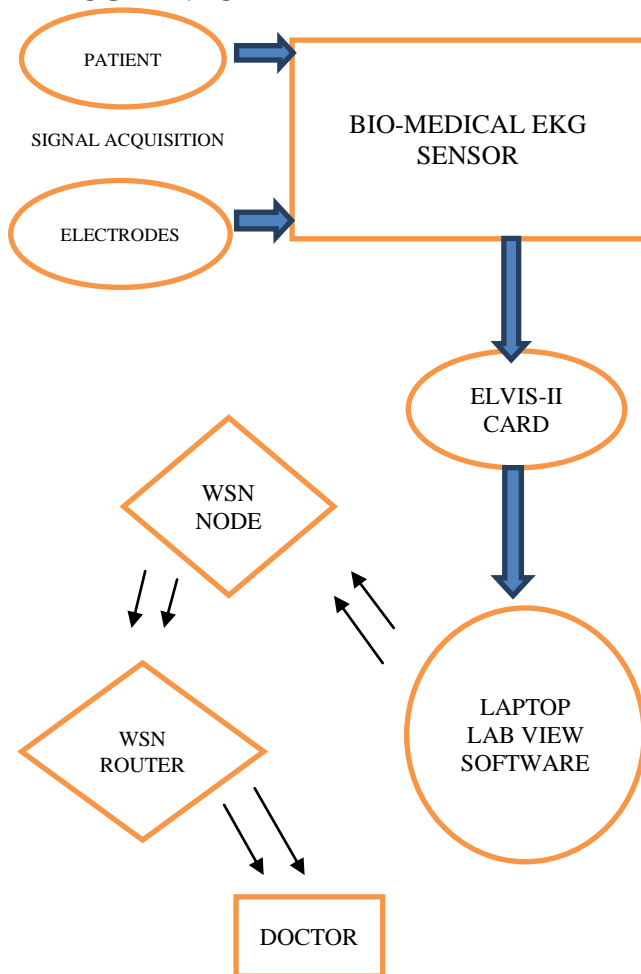 PATIENT
BIO-MEDICAL EKG
SENSOR
SIGNAL ACQUISITION
ELECTRODES
ELVIS-II
CARD
WSN
NODE
LAPTOP
LAB VIEW
SOFTWARE
WSN
ROUTER
DOCTOR